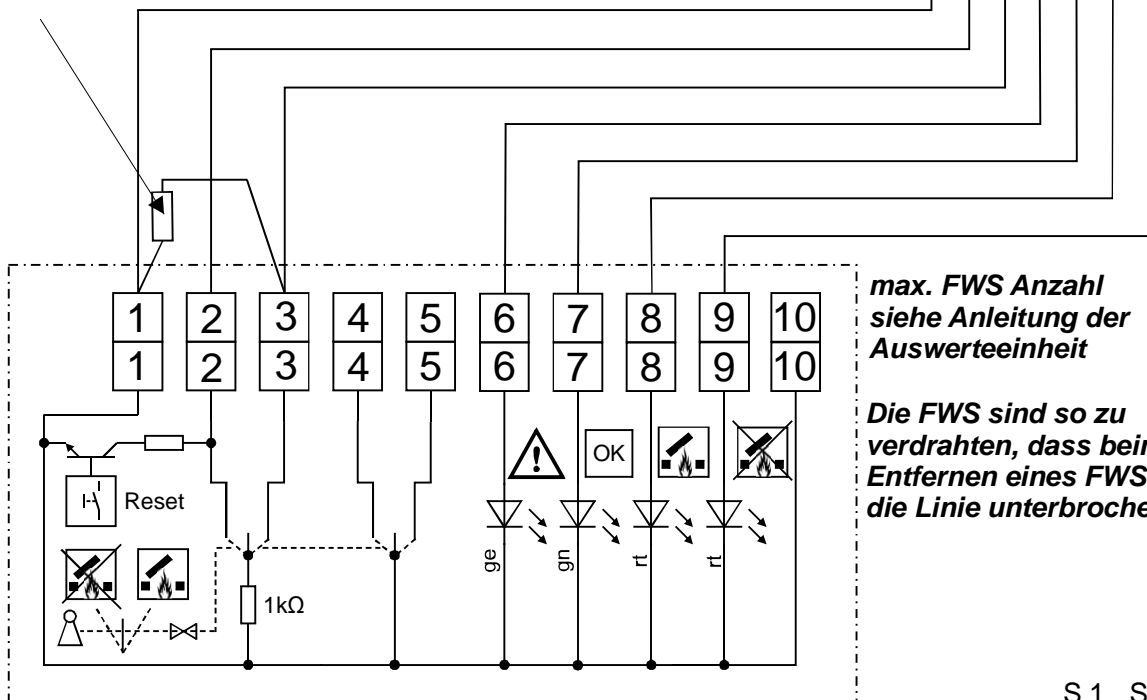 max. FWS Anzahl
siehe Anleitung der
Auswerteeinheit
1 2 3 4 5 6 7 8 9 10
1 2 3 4 5 6 7 8 9 10
Die FWS sind so zu
verdrahten, dass
Entfernen eines FWS
die Linie
OK
Reset
ge gn rt rt
1kΩ
S 1